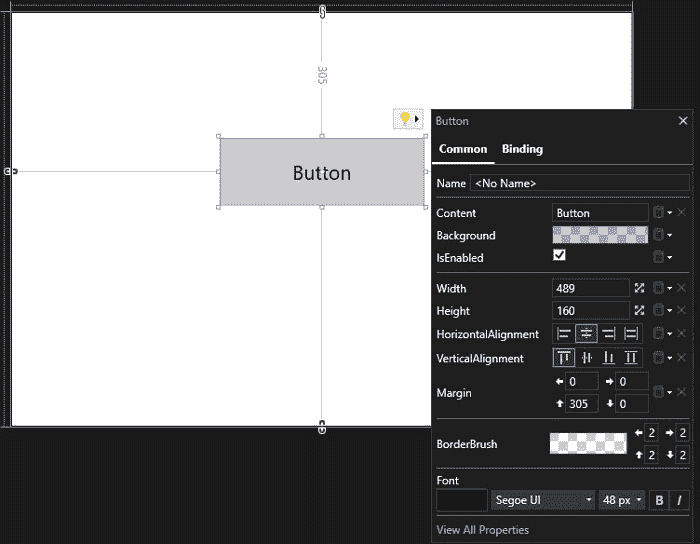 305
Button
Button
Common Binding
Name <No Name>
Content Button
Background
IsEnabled
Width 489
Height 160
HorizontalAlignment
VerticalAlignment
Margin 0 0
305 0
BorderBrush 2 2
2 2
Font
Segoe UI 48 px B I
View All Properties